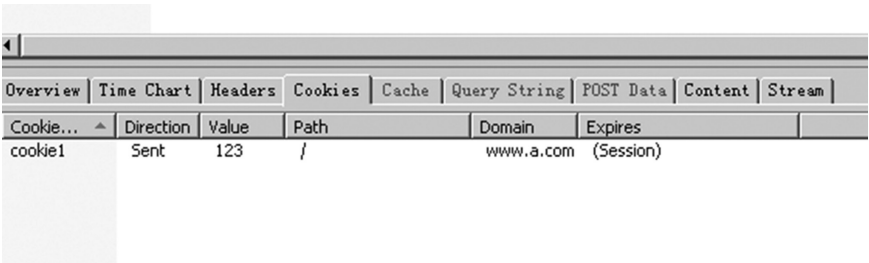 Overview Time Chart Headers Cookies Cache Query String POST Data Content Stream
Cookie... Direction Value Path Domain Expires
cookie1 Sent 123 / www.a.com (Session)